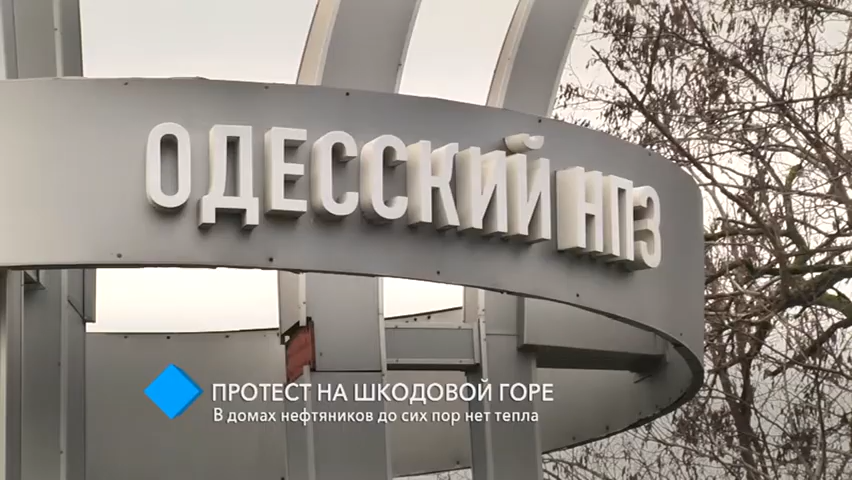 ОДЕССКИЙ НПЗ
ПРОТЕСТ НА ШКОДОВОЙ ГОРЕ
В домах нефтяников до сих пор нет тепла